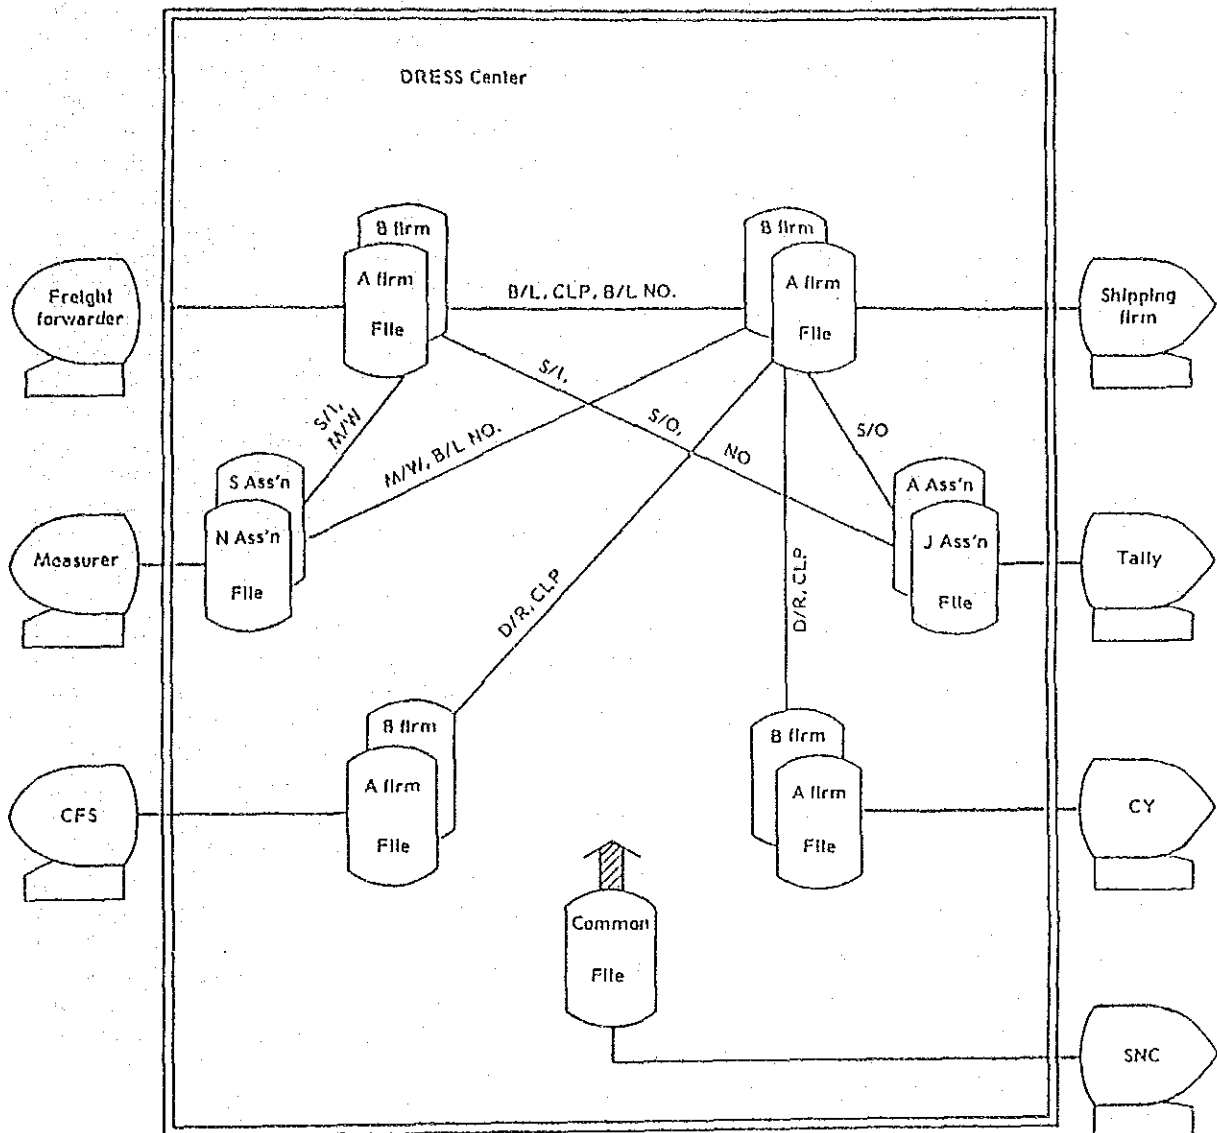 DRESS Center
B firm
A firm
File
B firm
A firm
File
Freight
forwarder
B/L, CLP, B/L NO.
Shipping
firm
S/I,
S/O,
NO
S/I,
M/W
M/W, B/L NO.
S/O
S Ass'n
N Ass'n
File
A Ass'n
J Ass'n
File
Measurer
Tally
D/R, CLP
D/R, CLP
B firm
A firm
File
B firm
A firm
File
CFS
CY
Common
File
SNC